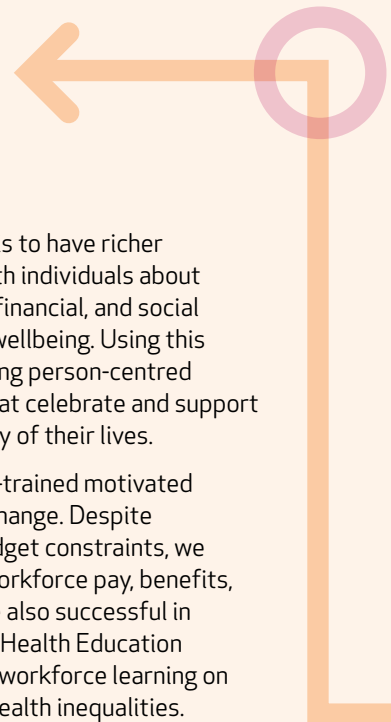 s to have richer
th individuals about
financial, and social
wellbeing. Using this
ng person-centred
at celebrate and support
y of their lives.
-trained motivated
hange. Despite
dget constraints, we
orkforce pay, benefits,
also successful in
Health Education
workforce learning on
ealth inequalities.